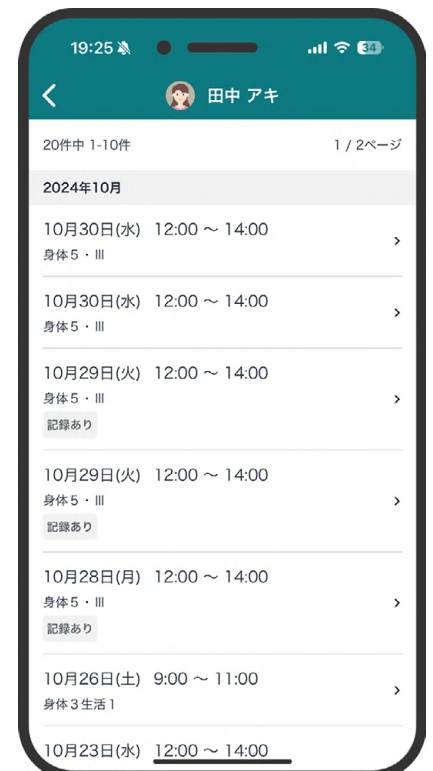 19:25
34
田中 アキ
20件中 1-10件 1 / 2ページ
2024年10月
10月30日(水) 12:00 ～ 14:00
身体5・III
10月30日(水) 12:00 ～ 14:00
身体5・III
10月29日(火) 12:00 ～ 14:00
身体5・III
記録あり
10月29日(火) 12:00 ～ 14:00
身体5・III
記録あり
10月28日(月) 12:00 ～ 14:00
身体5・III
記録あり
10月26日(土) 9:00 ～ 11:00
身体3生活1
10月23日(水) 12:00 ～ 14:00